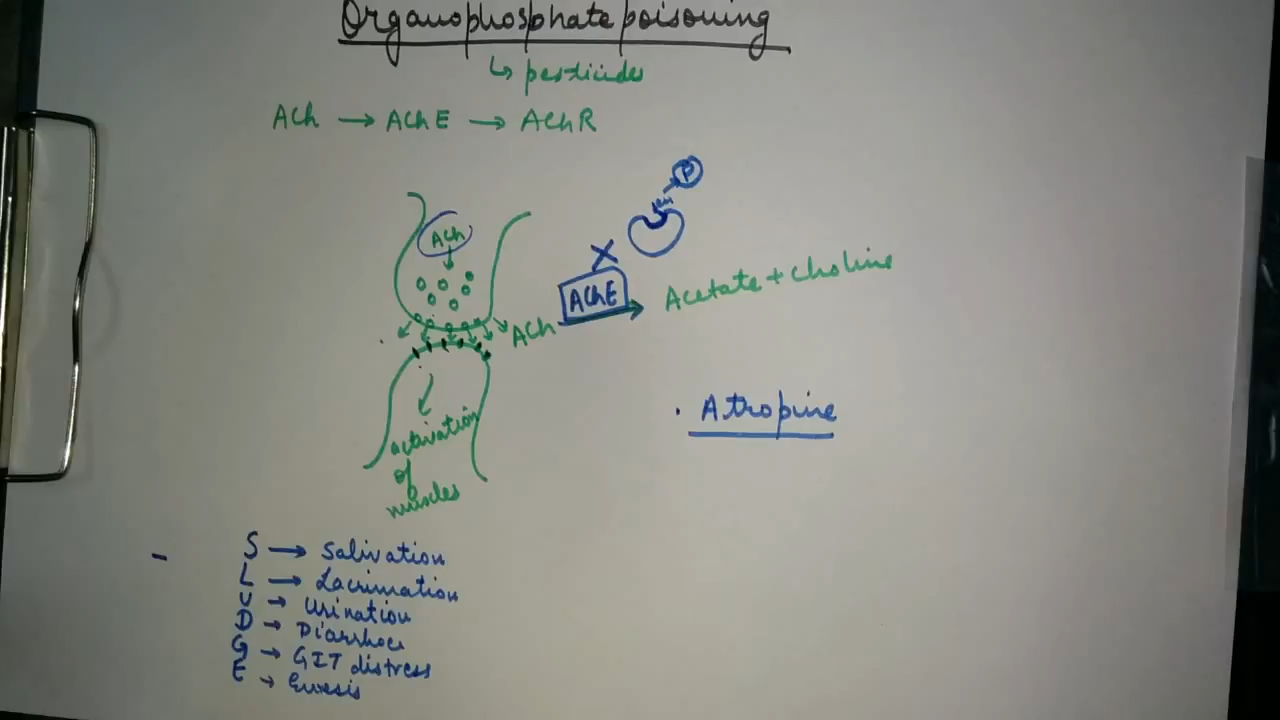 Organophosphate poisoning
↳ pesticides
ACh → AChE → AChR
P
ACh
AChE
ACh → Acetate + choline
Atropine
activation
of
muscles
S → Salivation
L → Lacrimation
U → Urination
D → Diarrhoea
G → GIT distress
E → Emesis